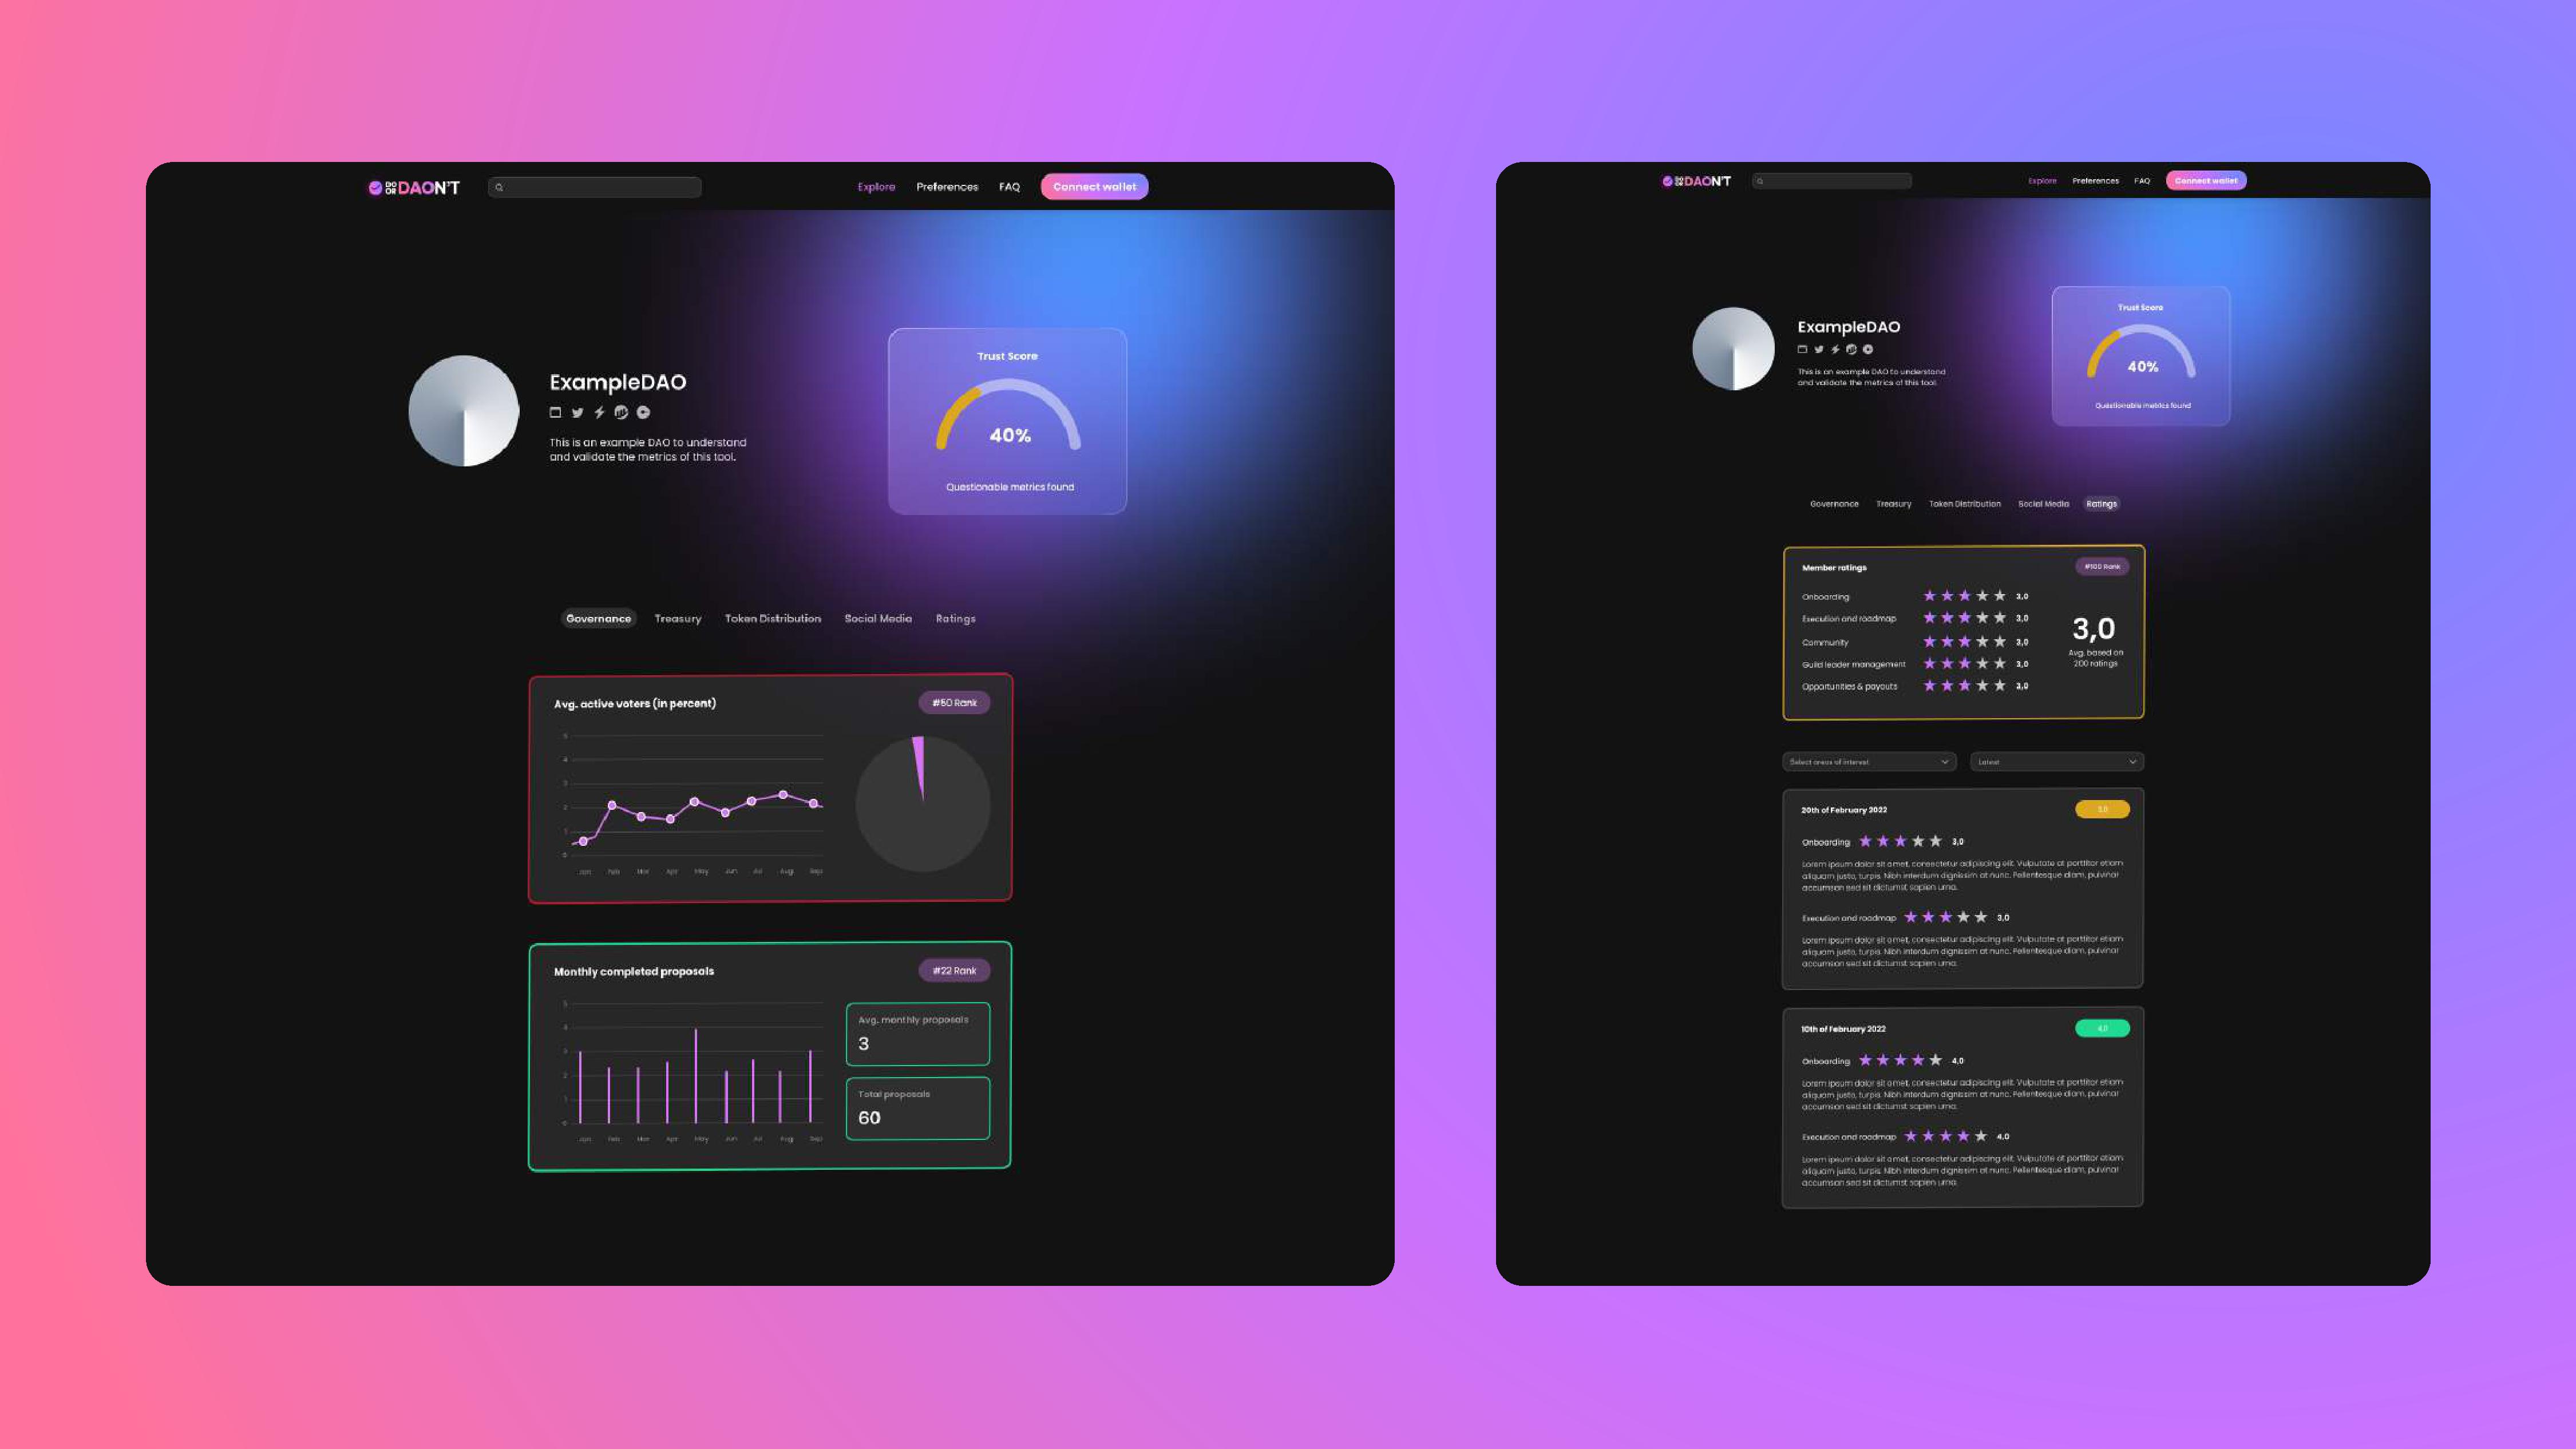 DO OR DAON'T
Explore Preferences FAQ Connect wallet
ExampleDAO
This is an example DAO to understand
and validate the metrics of this tool.
Trust Score
40%
Questionable metrics found
Governance Treasury Token Distribution Social Media Ratings
Avg. active voters (in percent)
#50 Rank
5
4
3
2
1
0
Jan Feb Mar Apr May Jun Jul Aug Sep
Monthly completed proposals
#22 Rank
5
4
3
2
1
0
Jan Feb Mar Apr May Jun Jul Aug Sep
Avg. monthly proposals
3
Total proposals
60
DO OR DAON'T
Explore Preferences FAQ Connect wallet
ExampleDAO
This is an example DAO to understand
and validate the metrics of this tool.
Trust Score
40%
Questionable metrics found
Governance Treasury Token Distribution Social Media Ratings
Member ratings
#100 Rank
Onboarding 3,0
Execution and roadmap 3,0
Community 3,0
Guild leader management 3,0
Opportunities & payouts 3,0
3,0
Avg. based on
200 ratings
Select areas of interest
Latest
20th of February 2022
3,0
Onboarding 3,0
Lorem ipsum dolor sit amet, consectetur adipiscing elit. Vulputate at porttitor etiam
aliquam justo, turpis. Nibh interdum dignissim at nunc. Pellentesque diam, pulvinar
accumsan sed sit dictumst sapien urna.
Execution and roadmap 3,0
Lorem ipsum dolor sit amet, consectetur adipiscing elit. Vulputate at porttitor etiam
aliquam justo, turpis. Nibh interdum dignissim at nunc. Pellentesque diam, pulvinar
accumsan sed sit dictumst sapien urna.
10th of February 2022
4,0
Onboarding 4,0
Lorem ipsum dolor sit amet, consectetur adipiscing elit. Vulputate at porttitor etiam
aliquam justo, turpis. Nibh interdum dignissim at nunc. Pellentesque diam, pulvinar
accumsan sed sit dictumst sapien urna.
Execution and roadmap 4,0
Lorem ipsum dolor sit amet, consectetur adipiscing elit. Vulputate at porttitor etiam
aliquam justo, turpis. Nibh interdum dignissim at nunc. Pellentesque diam, pulvinar
accumsan sed sit dictumst sapien urna.